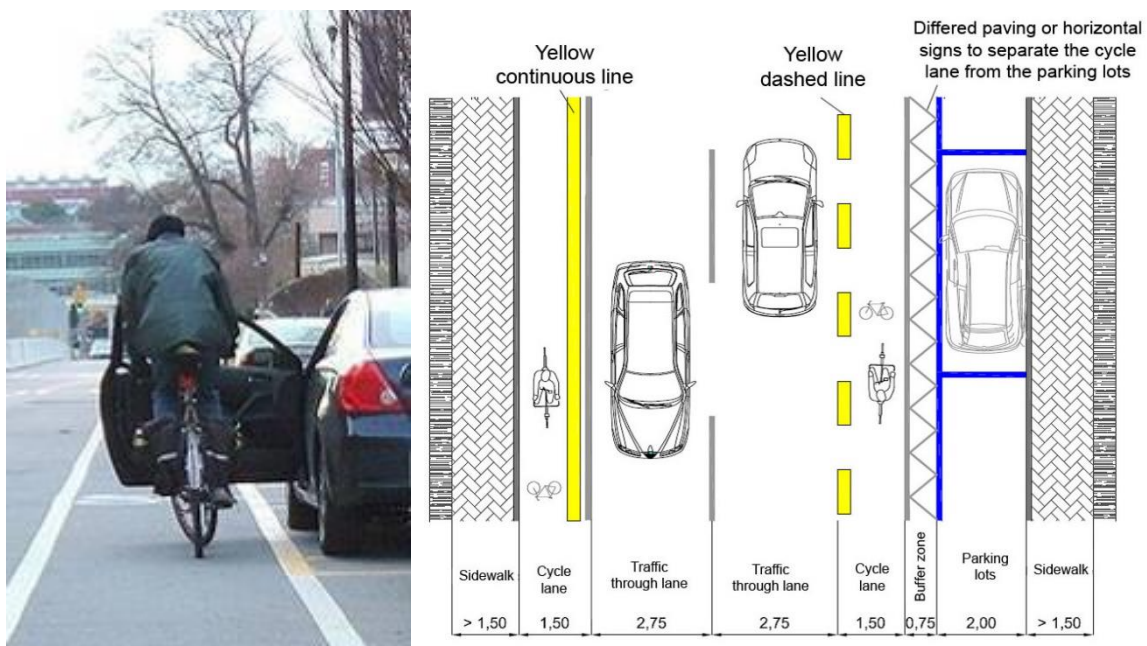 Yellow
continuous line
Yellow
dashed line
Differed paving or horizontal
signs to separate the cycle
lane from the parking lots
Sidewalk
Cycle
lane
Traffic
through lane
Traffic
through lane
Cycle
lane
Buffer zone
Parking
lots
Sidewalk
> 1,50
1,50
2,75
2,75
1,50
0,75
2,00
> 1,50